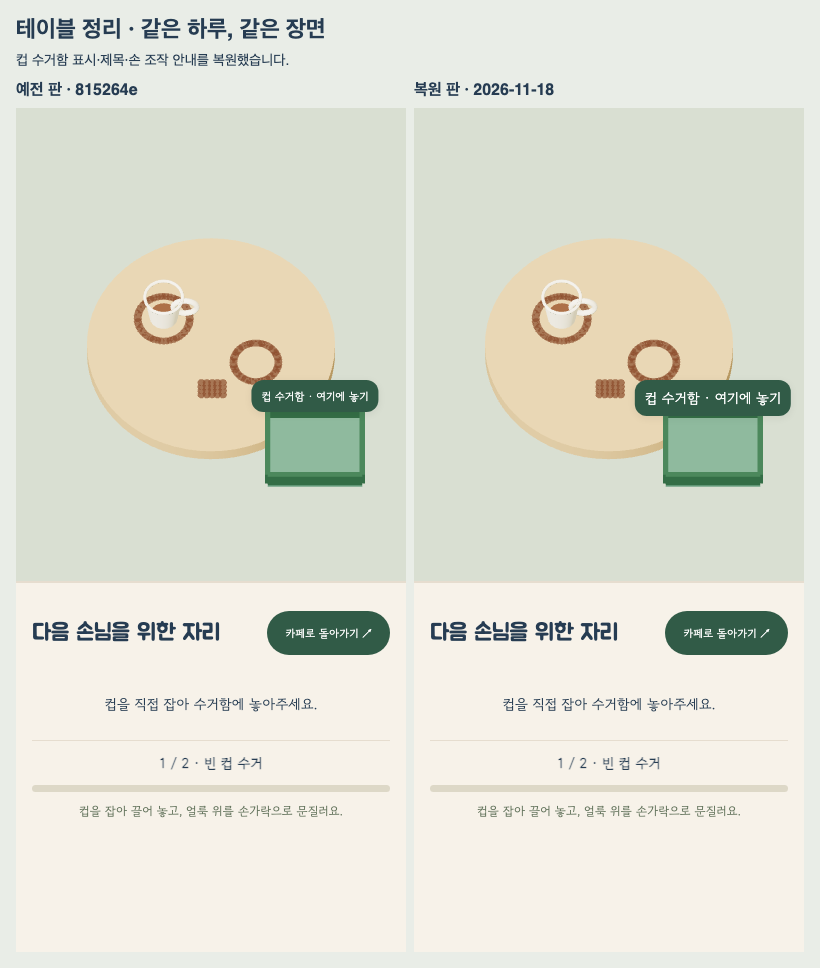 테이블 정리 · 같은 하루, 같은 장면
컵 수거함 표시·제목·손 조작 안내를 복원했습니다.
예전 판 · 815264e
복원 판 · 2026-11-18
컵 수거함 · 여기에 놓기
컵 수거함 · 여기에 놓기
다음 손님을 위한 자리
카페로 돌아가기 ↗
다음 손님을 위한 자리
카페로 돌아가기 ↗
컵을 직접 잡아 수거함에 놓아주세요.
컵을 직접 잡아 수거함에 놓아주세요.
1 / 2 · 빈 컵 수거
1 / 2 · 빈 컵 수거
컵을 잡아 끌어 놓고, 얼룩 위를 손가락으로 문질러요.
컵을 잡아 끌어 놓고, 얼룩 위를 손가락으로 문질러요.